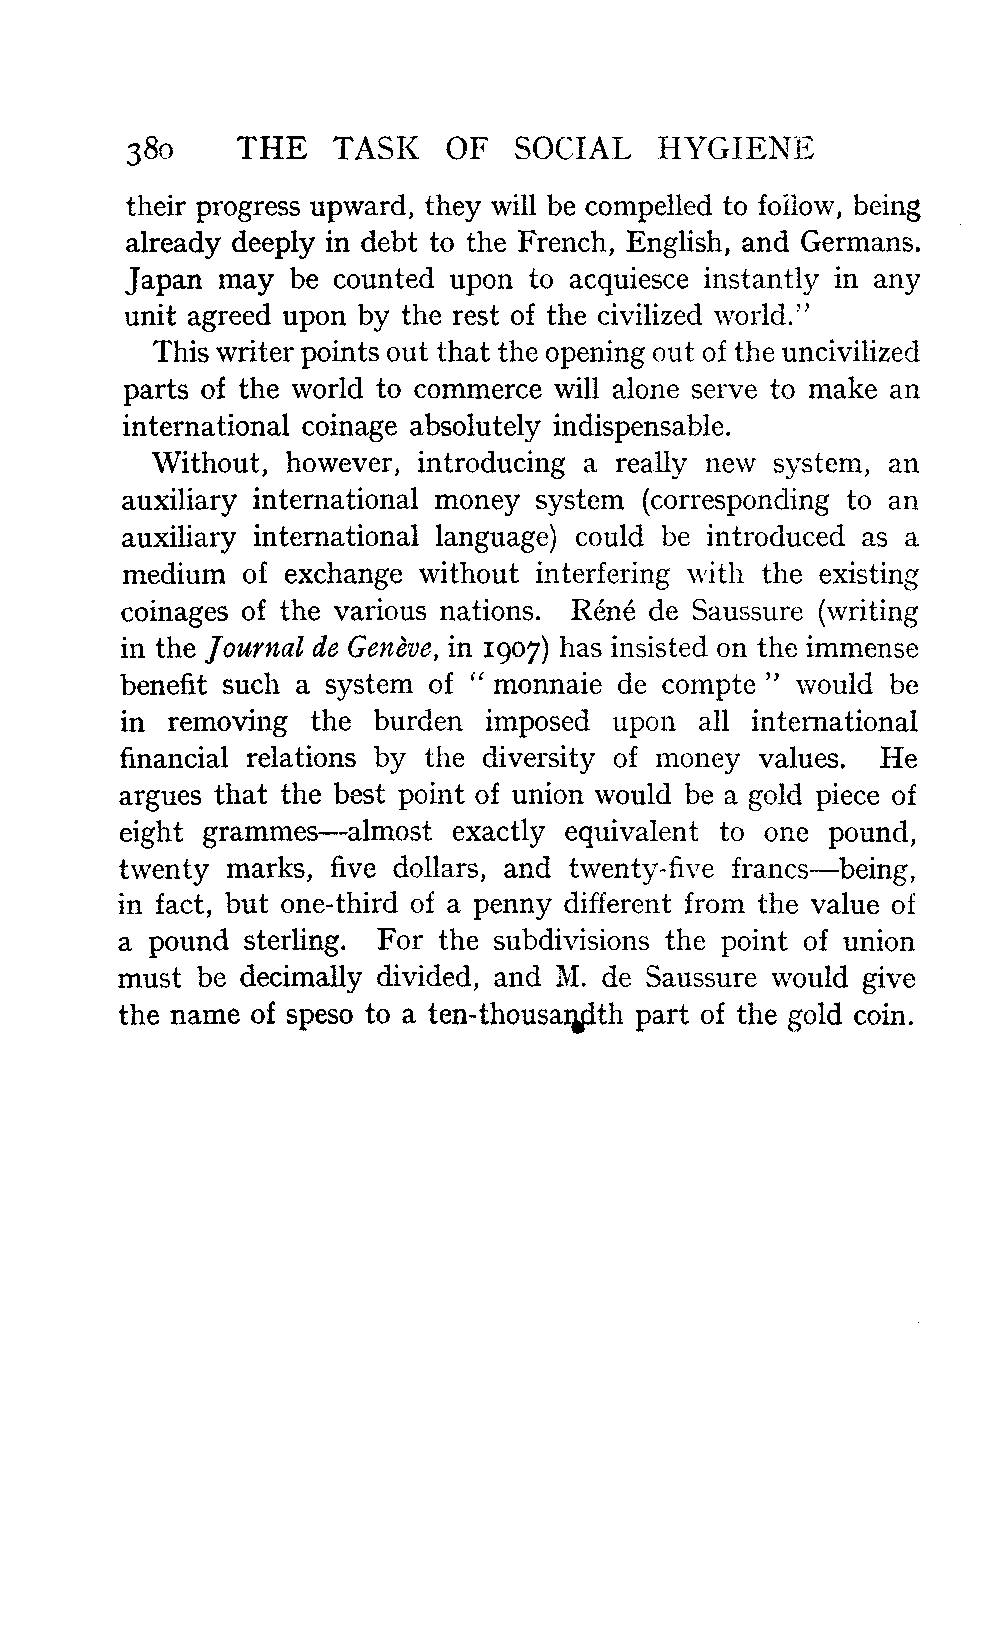 380 THE TASK OF SOCIAL HYGIENE
their progress upward, they will be compelled to follow, being
already deeply in debt to the French, English, and Germans.
Japan may be counted upon to acquiesce instantly in any
unit agreed upon by the rest of the civilized world."
This writer points out that the opening out of the uncivilized
parts of the world to commerce will alone serve to make an
international coinage absolutely indispensable.
Without, however, introducing a really new system, an
auxiliary international money system (corresponding to an
auxiliary international language) could be introduced as a
medium of exchange without interfering with the existing
coinages of the various nations. Réné de Saussure (writing
in the Journal de Genève, in 1907) has insisted on the immense
benefit such a system of " monnaie de compte " would be
in removing the burden imposed upon all international
financial relations by the diversity of money values. He
argues that the best point of union would be a gold piece of
eight grammes—almost exactly equivalent to one pound,
twenty marks, five dollars, and twenty-five francs—being,
in fact, but one-third of a penny different from the value of
a pound sterling. For the subdivisions the point of union
must be decimally divided, and M. de Saussure would give
the name of speso to a ten-thousandth part of the gold coin.